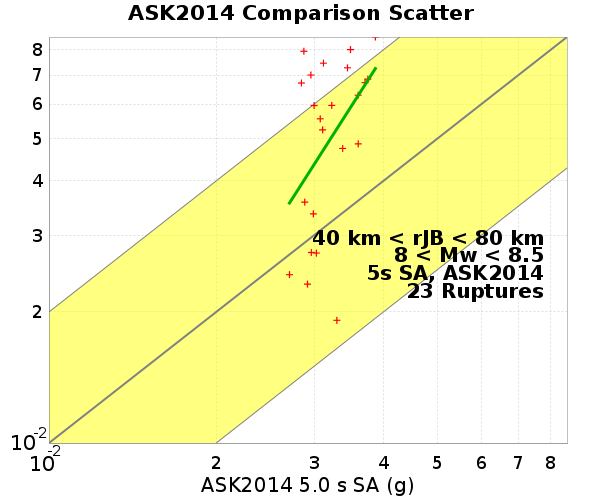 ASK2014 Comparison Scatter
8
7
6
5
4
3
2
10-2
40 km < rJB < 80 km
8 < Mw < 8.5
5s SA, ASK2014
23 Ruptures
10-2 2 3 4 5 6 7 8
ASK2014 5.0 s SA (g)